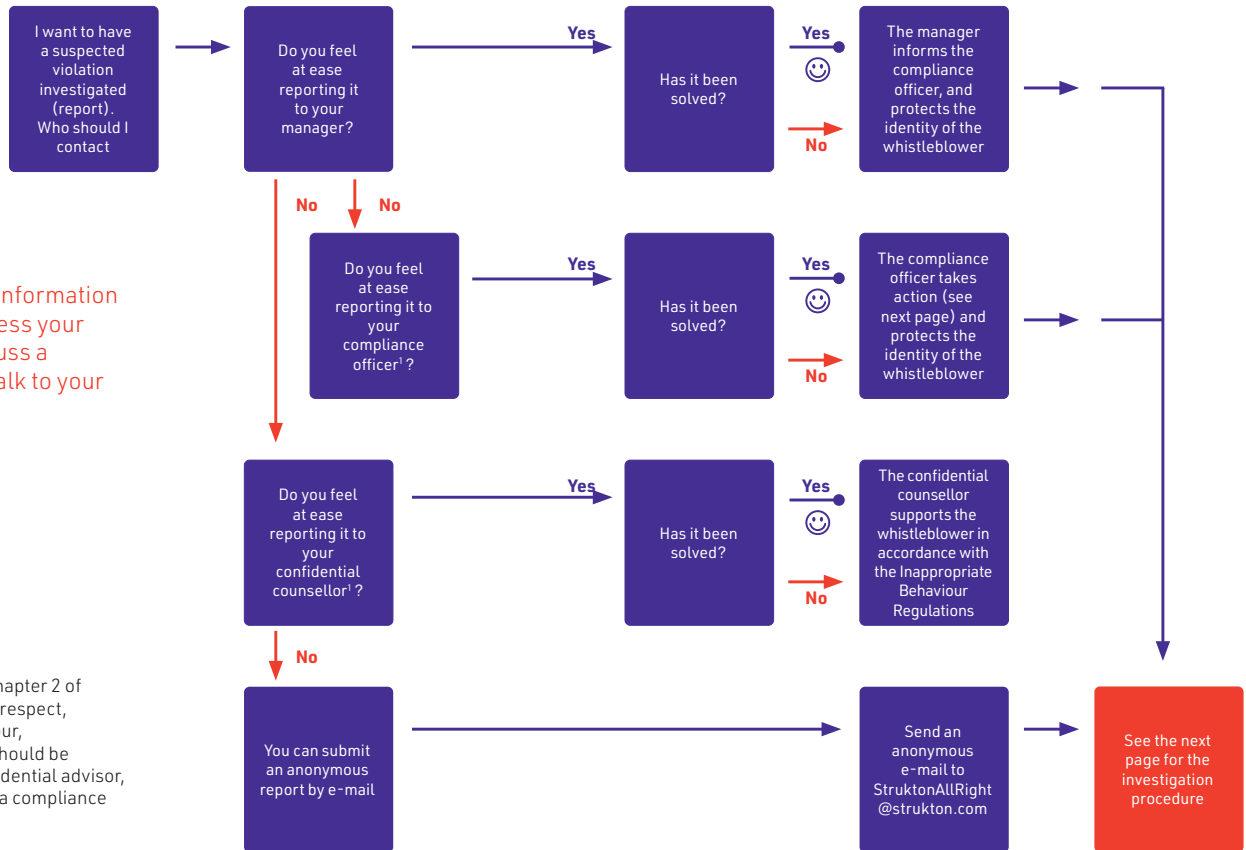 I want to have
a suspected
violation
investigated
(report).
Who should I
contact
Do you feel
at ease
reporting it
to your
manager?
Yes
Has it been
solved?
Yes
No
The manager
informs the
compliance
officer, and
protects the
identity of the
whistleblower
No
No
Do you feel
at ease
reporting it to
your
compliance
officer¹ ?
Yes
Has it been
solved?
Yes
No
The compliance
officer takes
action (see
next page) and
protects the
identity of the
whistleblower
nformation
ess your
uss a
alk to your
Do you feel
at ease
reporting it to
your
confidential
counsellor¹ ?
Yes
Has it been
solved?
Yes
No
The confidential
counsellor
supports the
whistleblower in
accordance with
the Inappropriate
Behaviour
Regulations
No
hapter 2 of
respect,
our,
hould be
dential advisor,
a compliance
You can submit
an anonymous
report by e-mail
Send an
anonymous
e-mail to
StruktonAllRight
@strukton.com
See the next
page for the
investigation
procedure